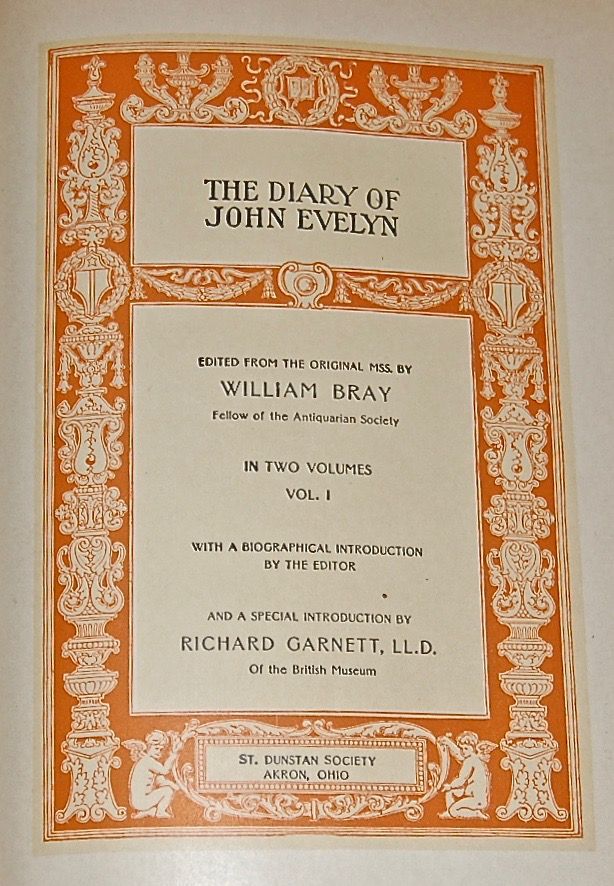 THE DIARY OF
JOHN EVELYN
EDITED FROM THE ORIGINAL MSS. BY
WILLIAM BRAY
Fellow of the Antiquarian Society
IN TWO VOLUMES
VOL. I
WITH A BIOGRAPHICAL INTRODUCTION
BY THE EDITOR
AND A SPECIAL INTRODUCTION BY
RICHARD GARNETT, LL.D.
Of the British Museum
ST. DUNSTAN SOCIETY
AKRON, OHIO